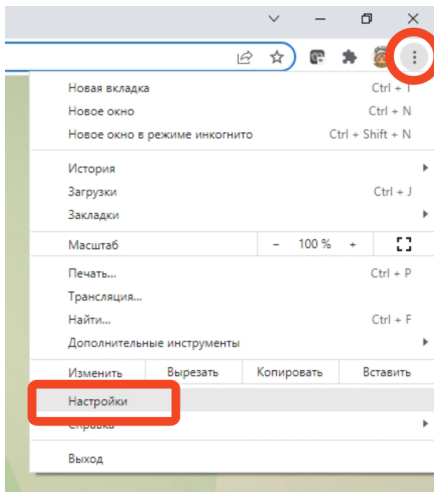 Новая вкладка Ctrl + T
Новое окно Ctrl + N
Новое окно в режиме инкогнито Ctrl + Shift + N
История
Загрузки Ctrl + J
Закладки
Масштаб - 100 % +
Печать... Ctrl + P
Трансляция...
Найти... Ctrl + F
Дополнительные инструменты
Изменить Вырезать Копировать Вставить
Настройки
Справка
Выход